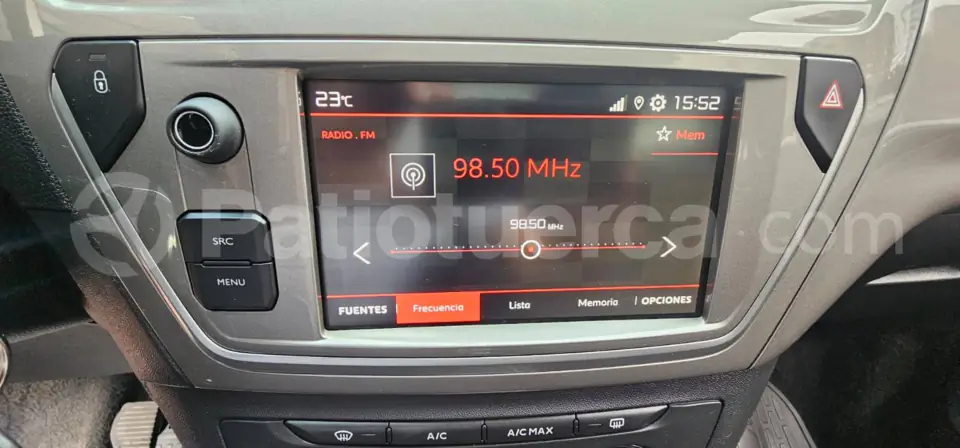 23°C 15:52
RADIO . FM Mem
98.50 MHz
98.50 MHz
SRC
MENU
FUENTES Frecuencia Lista Memoria OPCIONES
A/C A/C MAX
Patiotuerca.com